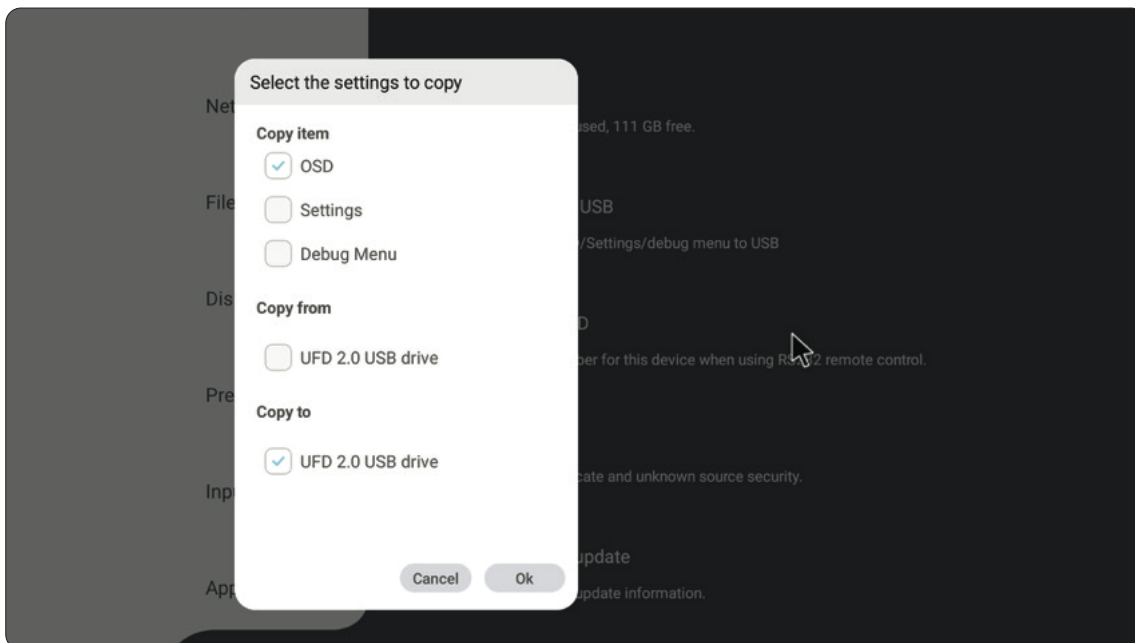 Select the settings to copy
Copy item
OSD
Settings
Debug Menu
Copy from
UFD 2.0 USB drive
Copy to
UFD 2.0 USB drive
Cancel Ok
Net
File
Dis
Pre
Inp
App
used, 111 GB free.
USB
/Settings/debug menu to USB
D
ber for this device when using RS232 remote control.
cate and unknown source security.
update
update information.